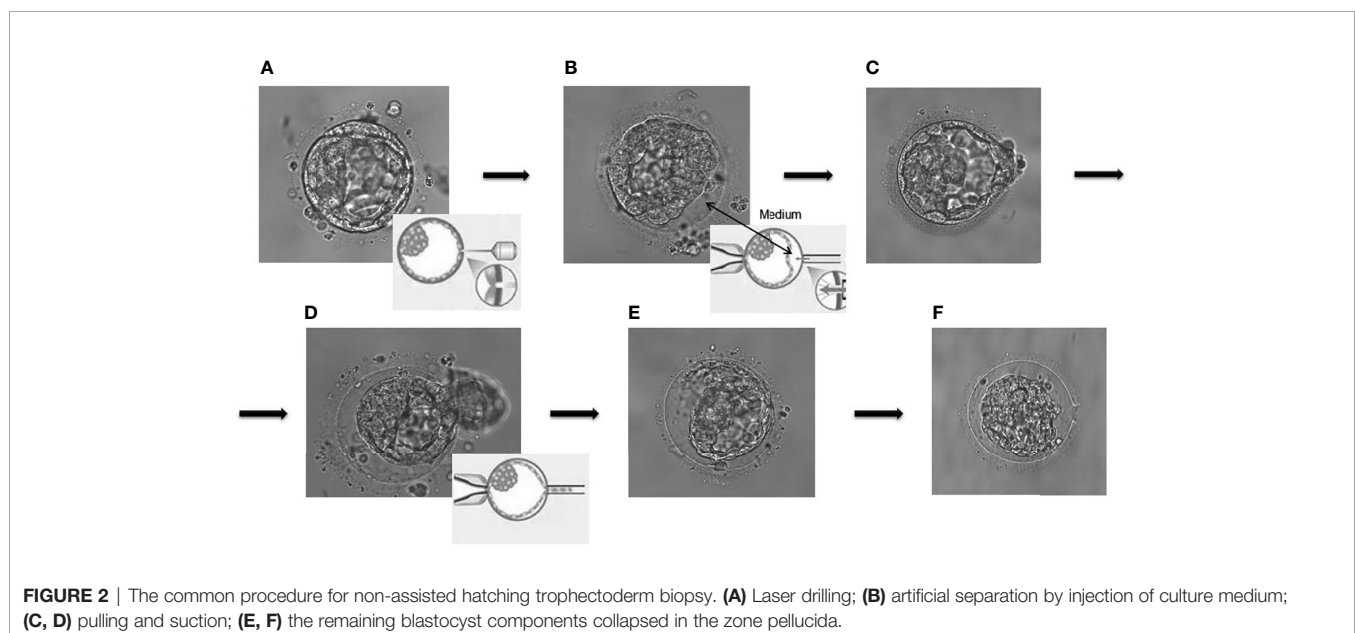 A
B
C
Medium
D
E
F
FIGURE 2 | The common procedure for non-assisted hatching trophectoderm biopsy. (A) Laser drilling; (B) artificial separation by injection of culture medium;
(C, D) pulling and suction; (E, F) the remaining blastocyst components collapsed in the zone pellucida.